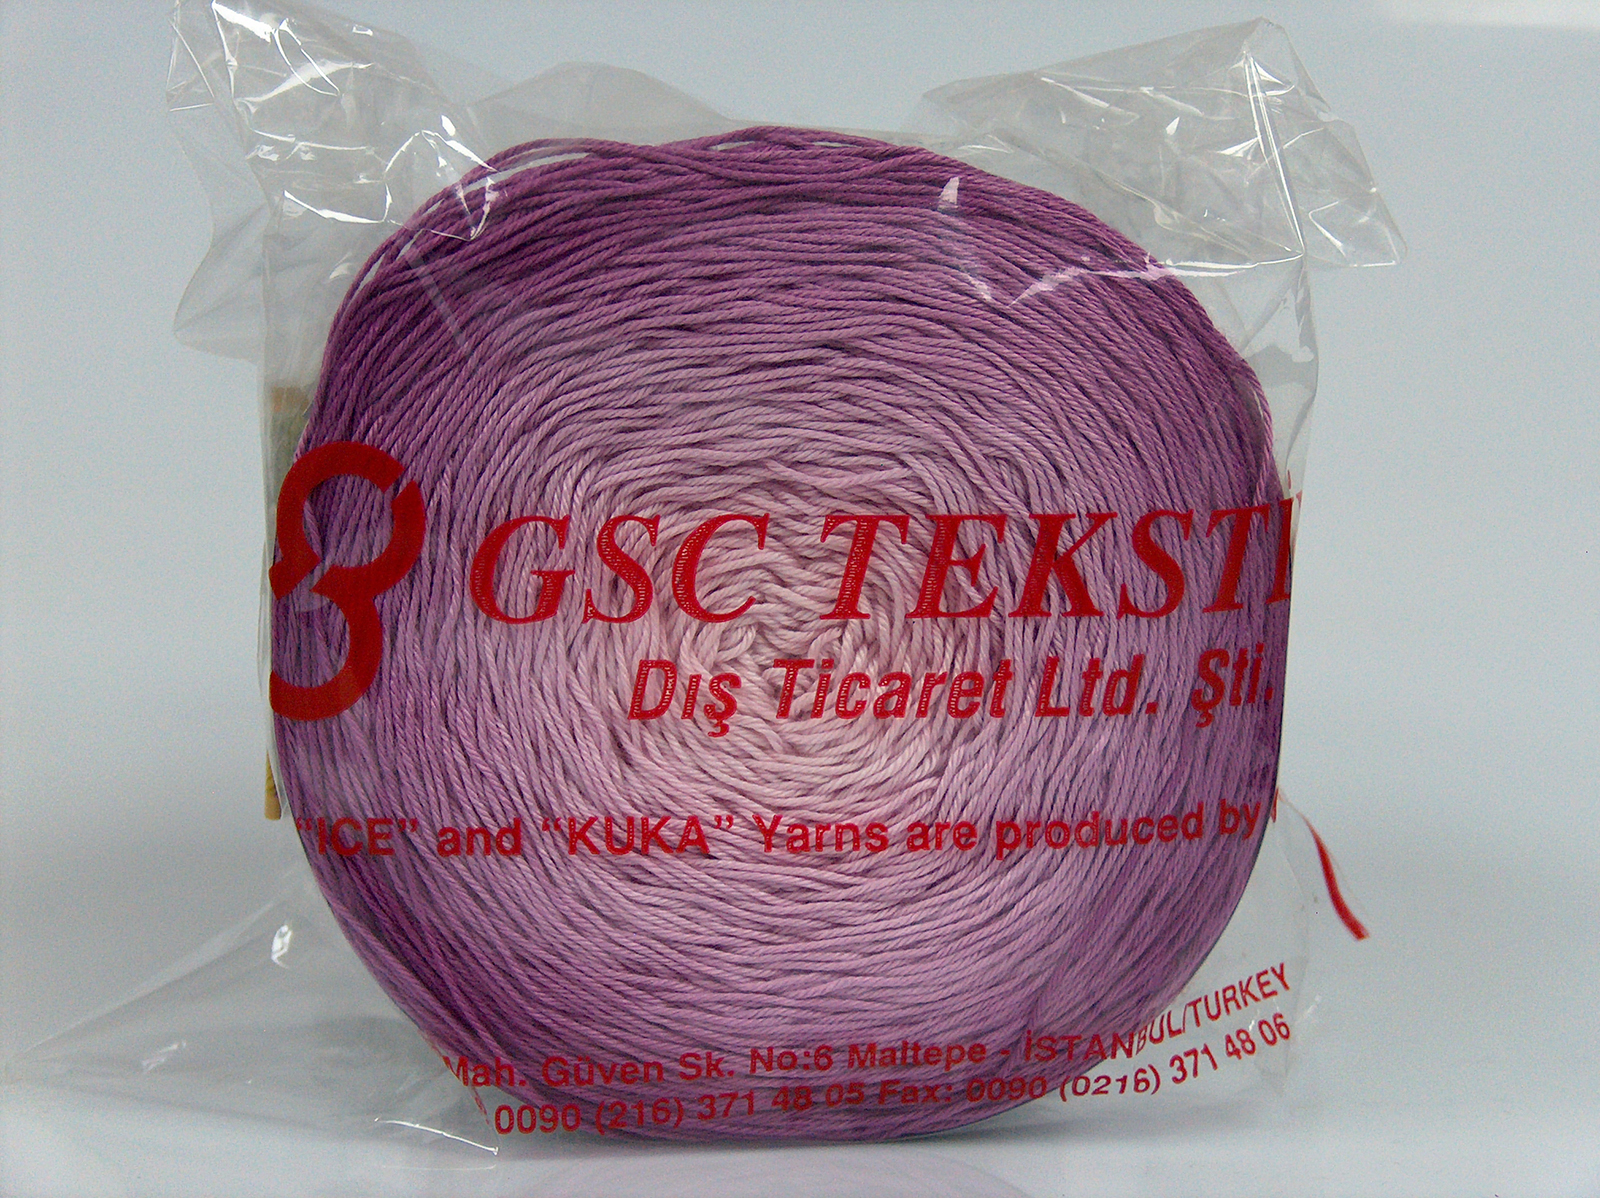 GSC TEKSTİ
Dış Ticaret Ltd. Şti.
"ICE" and "KUKA" Yarns are produced by
Mah. Güven Sk. No:6 Maltepe - İSTANBUL/TURKEY
0090 (216) 371 48 05 Fax: 0090 (0216) 371 48 06